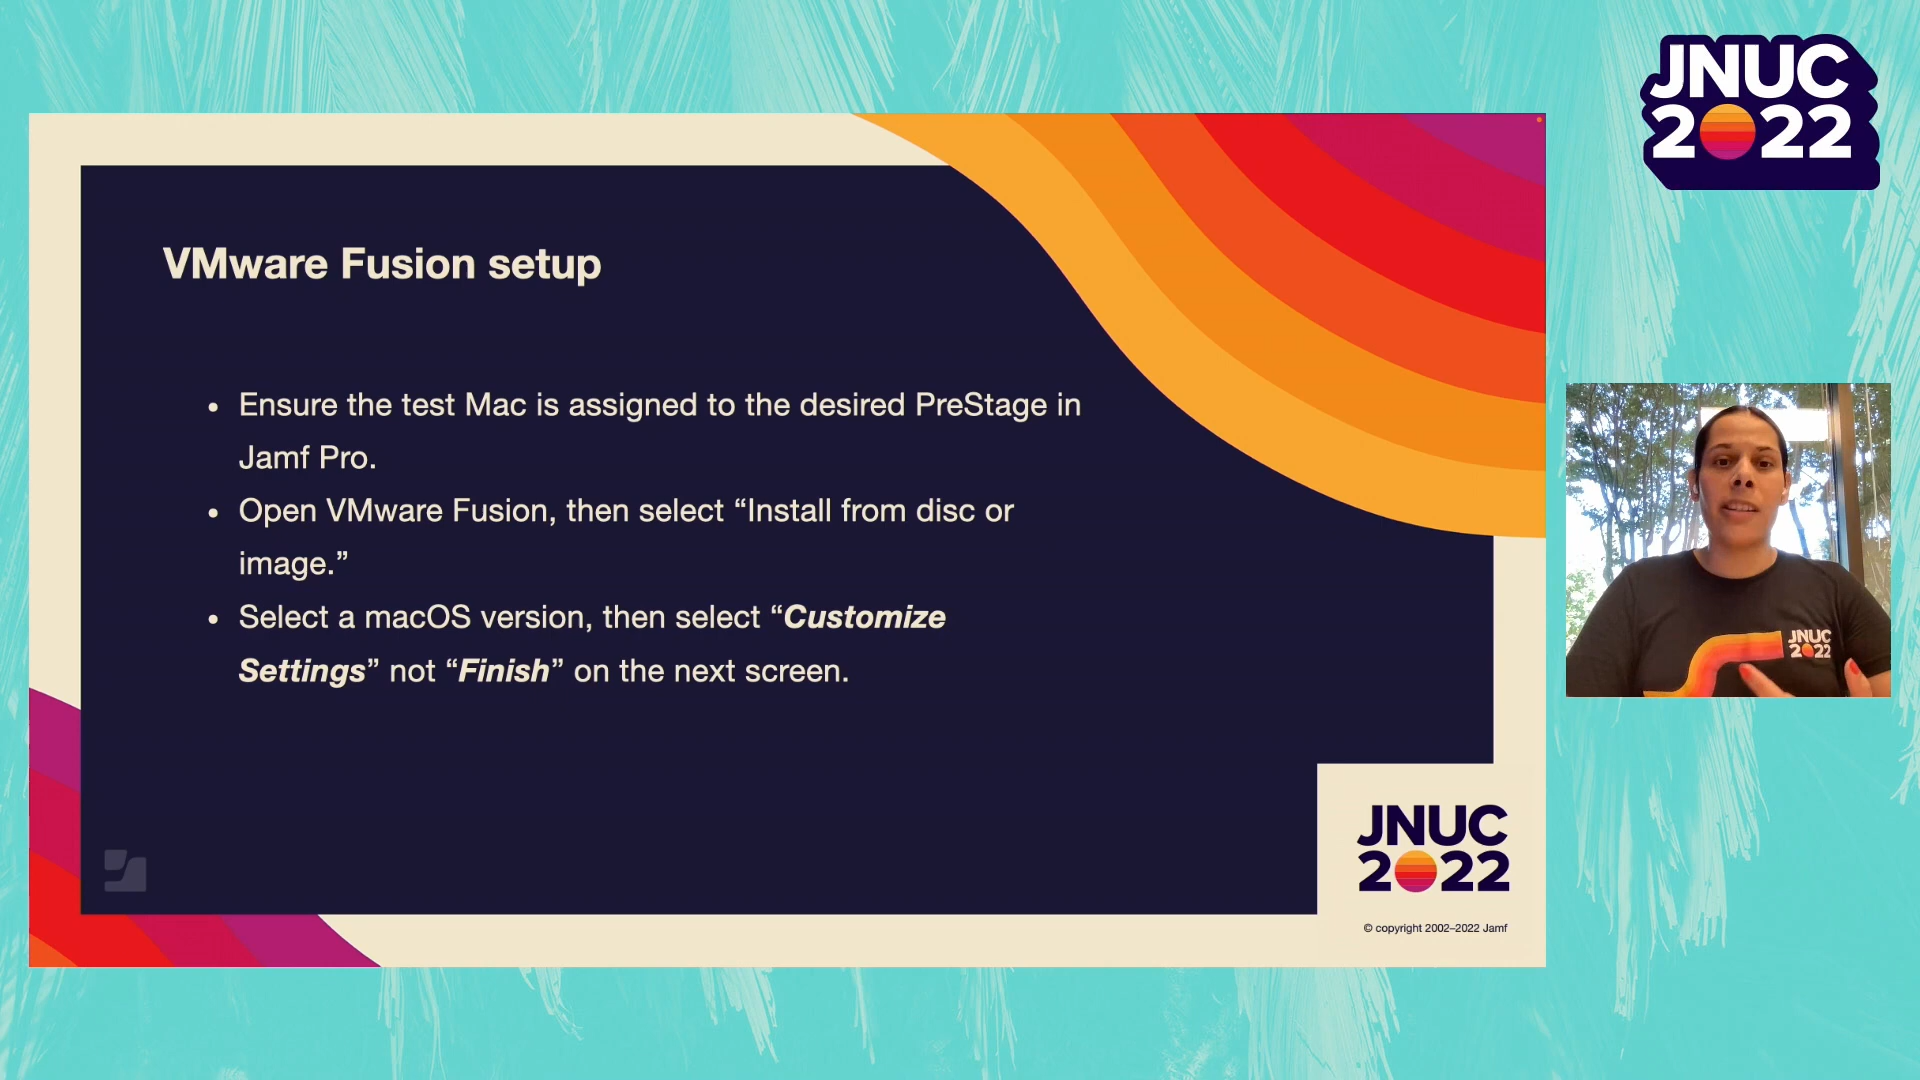 JNUC
2022
VMware Fusion setup
• Ensure the test Mac is assigned to the desired PreStage in
Jamf Pro.
• Open VMware Fusion, then select “Install from disc or
image.”
• Select a macOS version, then select “Customize
Settings” not “Finish” on the next screen.
JNUC
2022
JNUC
2022
© copyright 2002–2022 Jamf